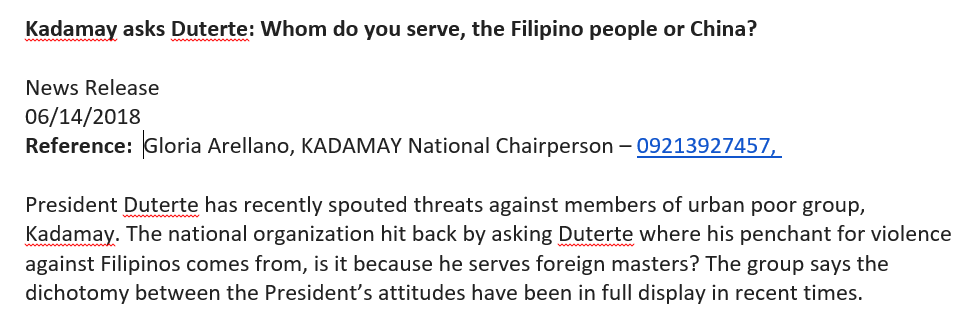 Kadamay asks Duterte: Whom do you serve, the Filipino people or China?
News Release
06/14/2018
Reference: Gloria Arellano, KADAMAY National Chairperson – 09213927457,
President Duterte has recently spouted threats against members of urban poor group,
Kadamay. The national organization hit back by asking Duterte where his penchant for violence
against Filipinos comes from, is it because he serves foreign masters? The group says the
dichotomy between the President’s attitudes have been in full display in recent times.